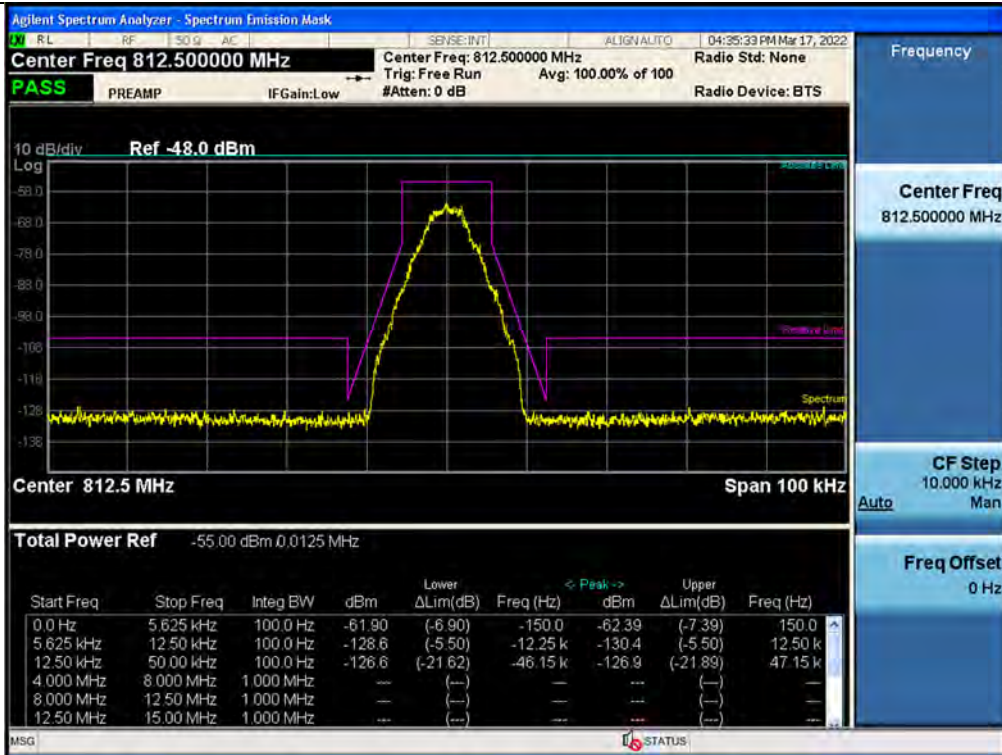 Agilent Spectrum Analyzer - Spectrum Emission Mask
LXI RL RF 50 Ω AC SENSE:INT ALIGN AUTO 04:35:33 PM Mar 17, 2022
Center Freq 812.500000 MHz
Center Freq: 812.500000 MHz
Radio Std: None
Trig: Free Run Avg: 100.00% of 100
PASS PREAMP IFGain:Low #Atten: 0 dB Radio Device: BTS
10 dB/div Ref -48.0 dBm
Log
Absolute Limit
-58.0
-68.0
-78.0
-88.0
-98.0
Relative Limit
-108
-118
Spectrum
-128
-138
Center 812.5 MHz Span 100 kHz
Total Power Ref -55.00 dBm /0.0125 MHz
Lower <- Peak -> Upper
Start Freq Stop Freq Integ BW dBm ΔLim(dB) Freq (Hz) dBm ΔLim(dB) Freq (Hz)
0.0 Hz 5.625 kHz 100.0 Hz -61.90 (-6.90) -150.0 -62.39 (-7.39) 150.0
5.625 kHz 12.50 kHz 100.0 Hz -128.6 (-5.50) -12.25 k -130.4 (-5.50) 12.50 k
12.50 kHz 50.00 kHz 100.0 Hz -126.6 (-21.62) -46.15 k -126.9 (-21.89) 47.15 k
4.000 MHz 8.000 MHz 1.000 MHz --- (---) --- --- (---) ---
8.000 MHz 12.50 MHz 1.000 MHz --- (---) --- --- (---) ---
12.50 MHz 15.00 MHz 1.000 MHz --- (---) --- --- (---) ---
MSG STATUS
Frequency
Center Freq
812.500000 MHz
CF Step
10.000 kHz
Auto Man
Freq Offset
0 Hz